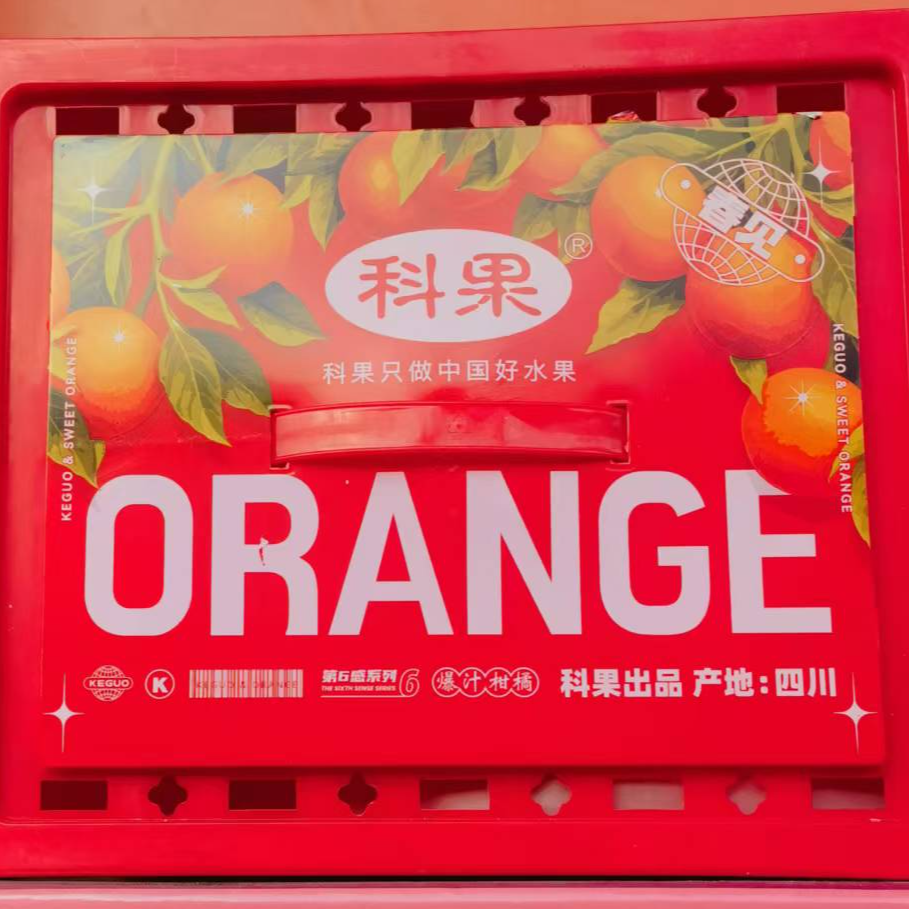 春见
科果®
科果只做中国好水果
KEGUO & SWEET ORANGE
KEGUO & SWEET ORANGE
ORANGE
KEGUO
K
KEGUO & ORANGE
第6感系列 6
THE SIXTH SENSE SERIES
爆汁柑橘
科果出品 产地:四川